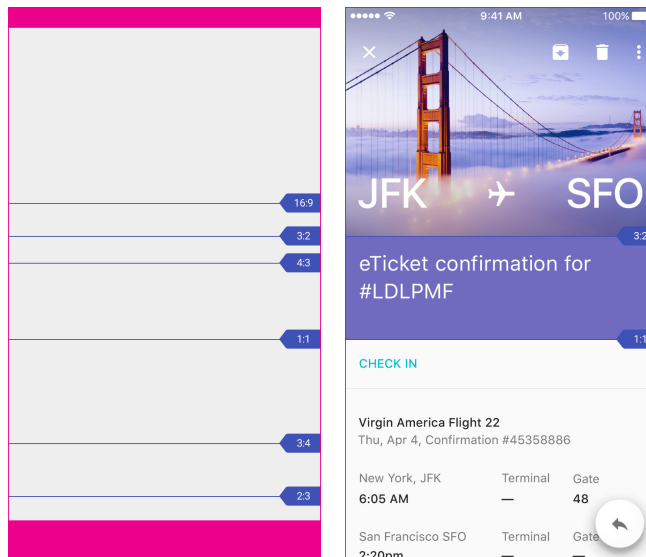 16:9
3:2
4:3
1:1
3:4
2:3
9:41 AM 100%
JFK SFO
3:2
eTicket confirmation for
#LDLPMF
1:1
CHECK IN
Virgin America Flight 22
Thu, Apr 4, Confirmation #45358886
New York, JFK Terminal Gate
6:05 AM — 48
San Francisco SFO Terminal Gate
2:20pm — —